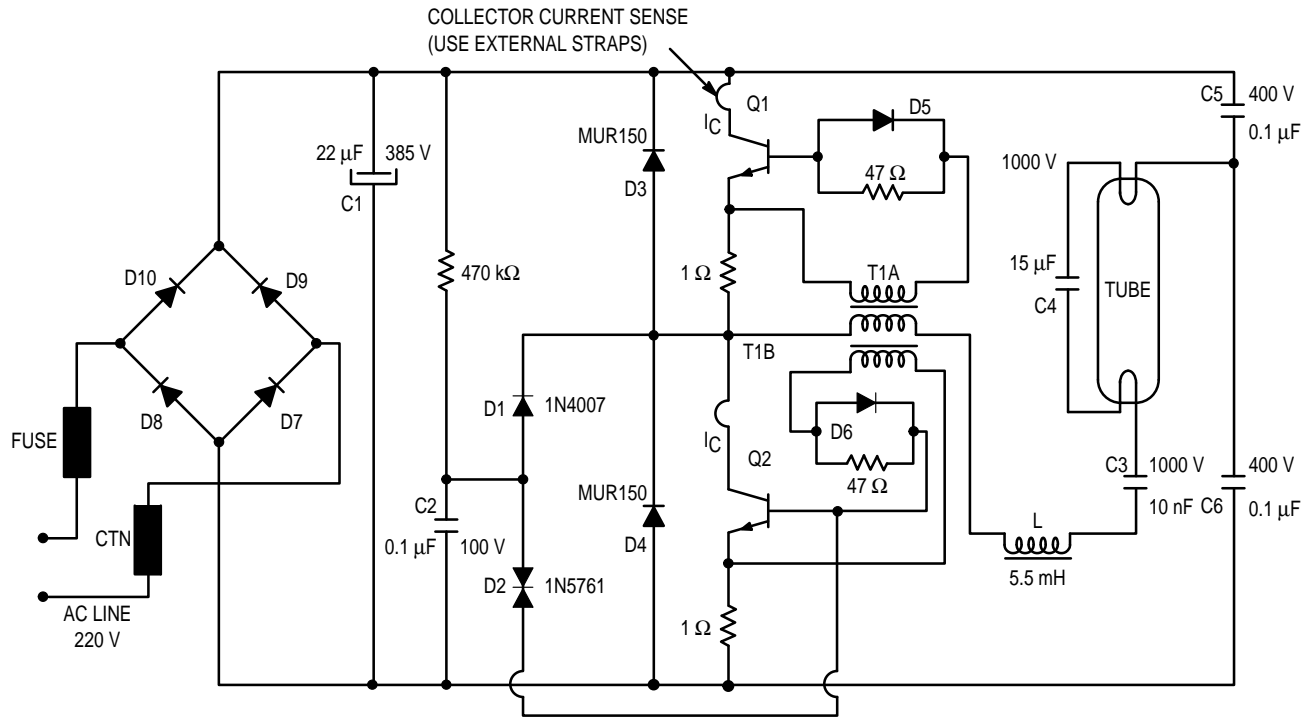 COLLECTOR CURRENT SENSE
(USE EXTERNAL STRAPS)
Q1
I_C
D5
47 Ω
C5
400 V
0.1 µF
22 µF
385 V
C1
MUR150
D3
1000 V
15 µF
C4
TUBE
470 kΩ
1 Ω
T1A
D10
D9
D8
D7
T1B
D1
1N4007
FUSE
D6
47 Ω
I_C
Q2
C3
1000 V
10 nF
400 V
C6
0.1 µF
CTN
MUR150
D4
C2
0.1 µF
100 V
D2
1N5761
L
5.5 mH
AC LINE
220 V
1 Ω